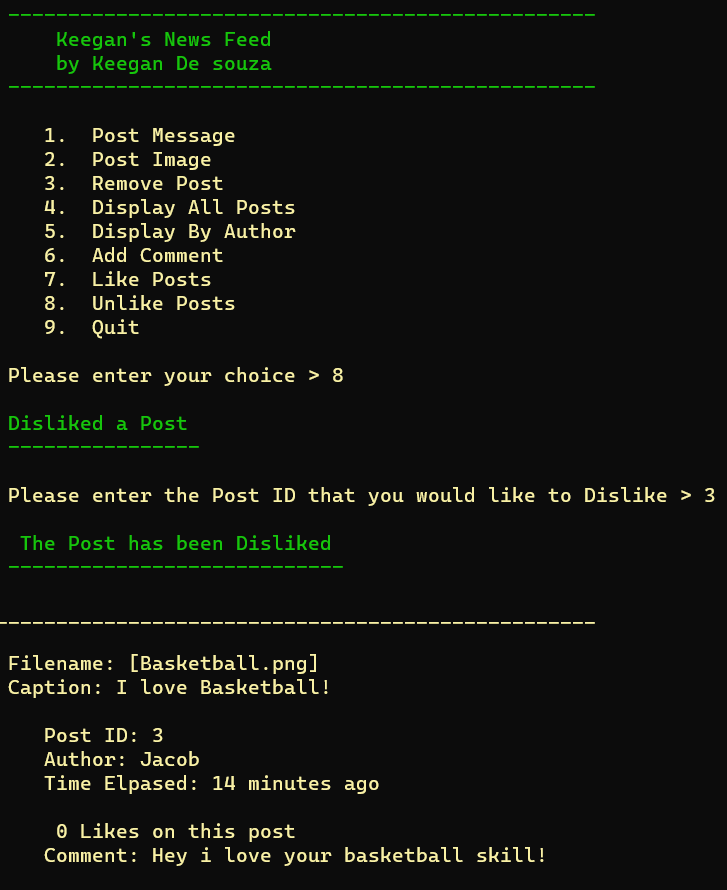 ------------------------------------------------
Keegan's News Feed
by Keegan De souza
------------------------------------------------
1. Post Message
2. Post Image
3. Remove Post
4. Display All Posts
5. Display By Author
6. Add Comment
7. Like Posts
8. Unlike Posts
9. Quit
Please enter your choice > 8
Disliked a Post
----------------
Please enter the Post ID that you would like to Dislike > 3
The Post has been Disliked
----------------------------
--------------------------------------------------
Filename: [Basketball.png]
Caption: I love Basketball!
Post ID: 3
Author: Jacob
Time Elpased: 14 minutes ago
0 Likes on this post
Comment: Hey i love your basketball skill!